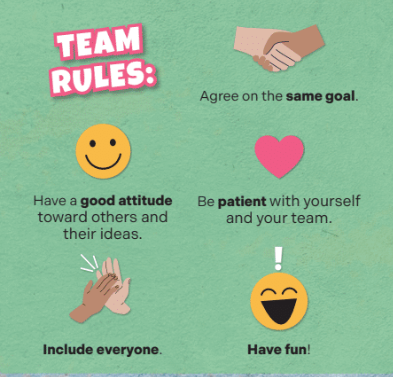 TEAM
RULES:
Agree on the same goal.
Have a good attitude
toward others and
their ideas.
Be patient with yourself
and your team.
Include everyone.
Have fun!